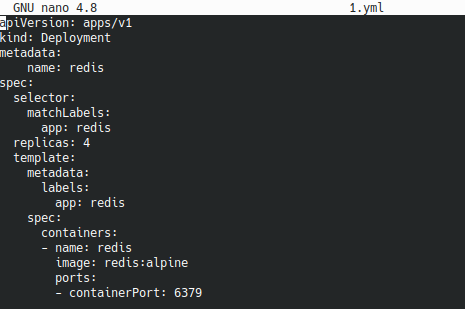 GNU nano 4.8 1.yml
apiVersion: apps/v1
kind: Deployment
metadata:
    name: redis
spec:
  selector:
    matchLabels:
      app: redis
  replicas: 4
  template:
    metadata:
      labels:
        app: redis
    spec:
      containers:
      - name: redis
        image: redis:alpine
        ports:
        - containerPort: 6379